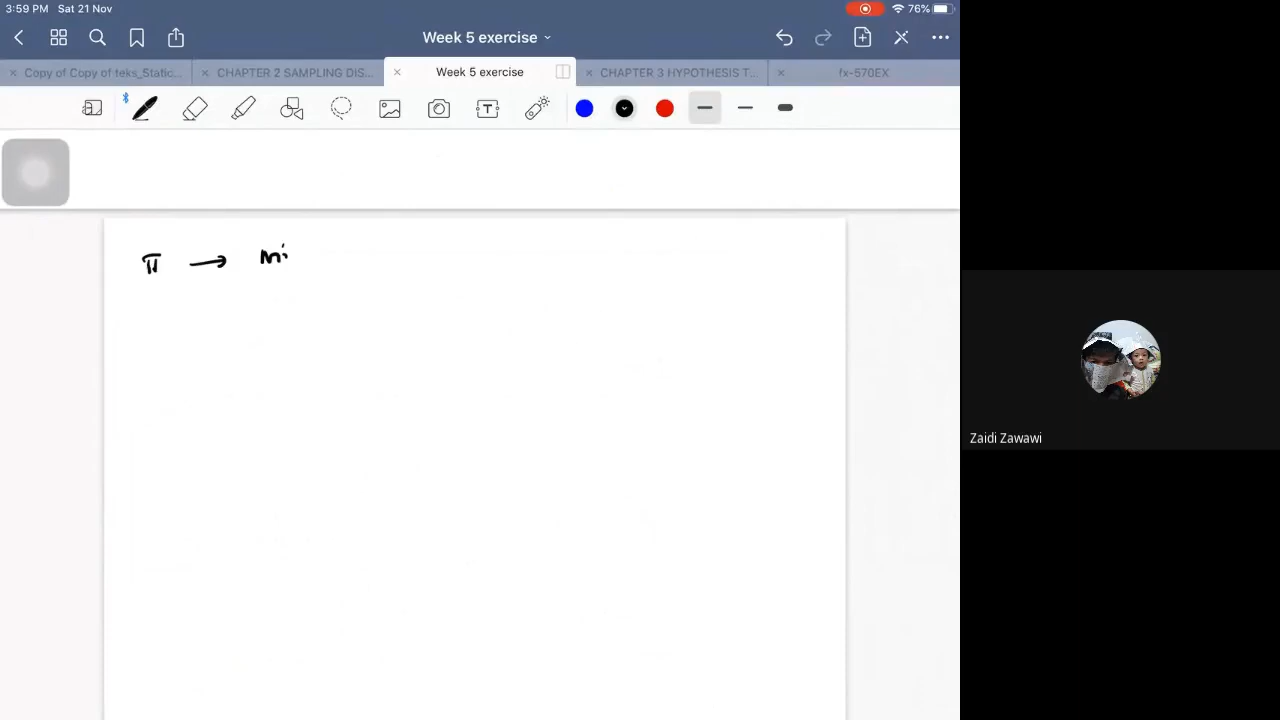 3:59 PM Sat 21 Nov
76%
Week 5 exercise
Copy of Copy of teks_Static...
CHAPTER 2 SAMPLING DIS...
Week 5 exercise
CHAPTER 3 HYPOTHESIS T...
fx-570EX
T
π → mi
Zaidi Zawawi